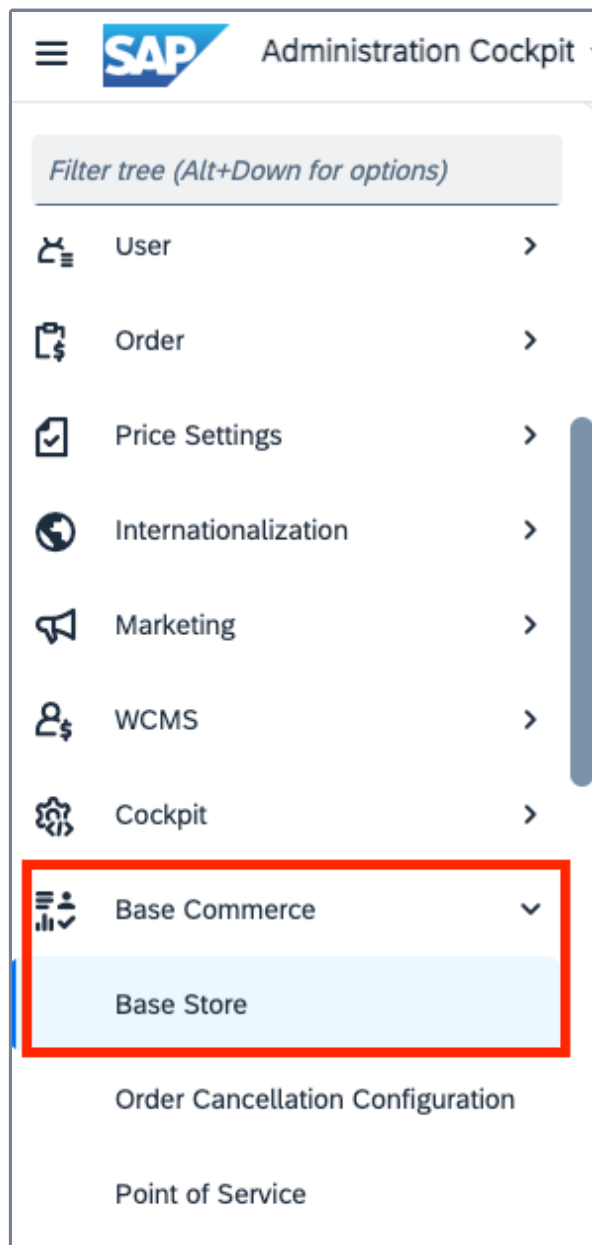 SAP Administration Cockpit
Filter tree (Alt+Down for options)
User
Order
Price Settings
Internationalization
Marketing
WCMS
Cockpit
Base Commerce
Base Store
Order Cancellation Configuration
Point of Service